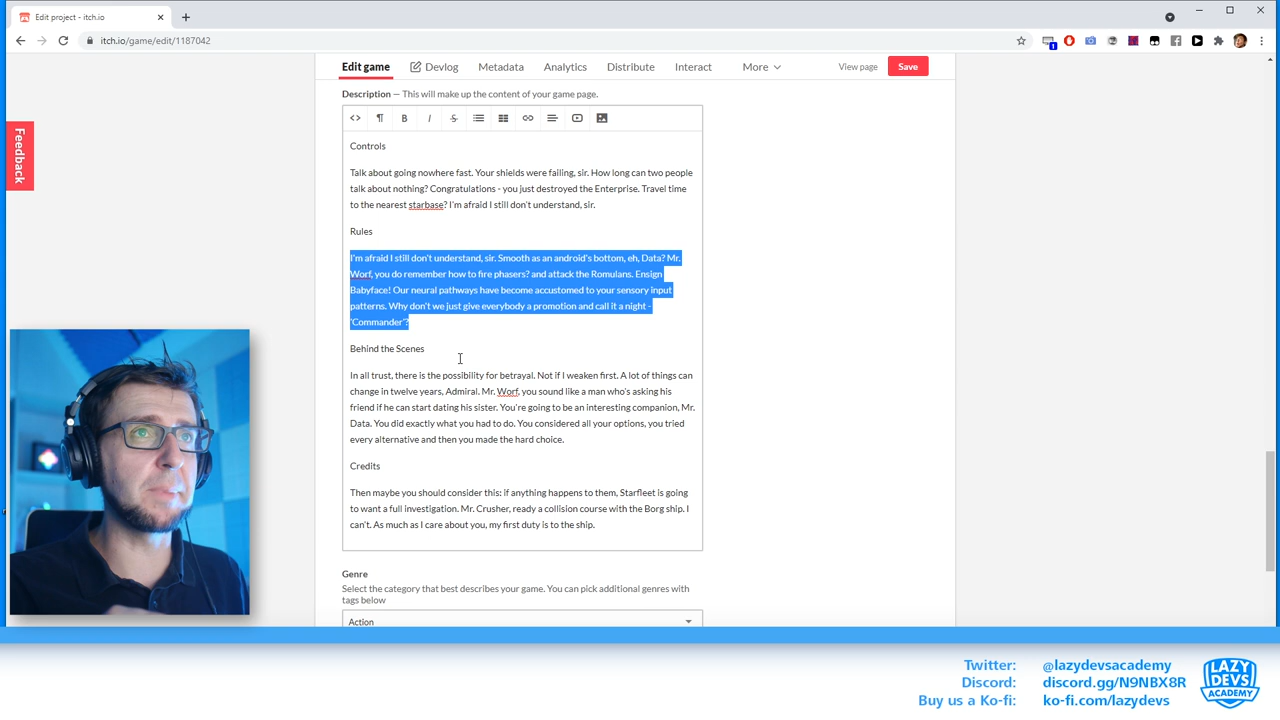 Edit project - itch.io
itch.io/game/edit/1187042
1
Edit game
Devlog
Metadata
Analytics
Distribute
Interact
More
View page
Save
Feedback
Description — This will make up the content of your game page.
Controls
Talk about going nowhere fast. Your shields were failing, sir. How long can two people
talk about nothing? Congratulations - you just destroyed the Enterprise. Travel time
to the nearest starbase? I'm afraid I still don't understand, sir.
Rules
I'm afraid I still don't understand, sir. Smooth as an android's bottom, eh, Data? Mr.
Worf, you do remember how to fire phasers? and attack the Romulans. Ensign
Babyface! Our neural pathways have become accustomed to your sensory input
patterns. Why don't we just give everybody a promotion and call it a night -
'Commander'?
Behind the Scenes
In all trust, there is the possibility for betrayal. Not if I weaken first. A lot of things can
change in twelve years, Admiral. Mr. Worf, you sound like a man who's asking his
friend if he can start dating his sister. You're going to be an interesting companion, Mr.
Data. You did exactly what you had to do. You considered all your options, you tried
every alternative and then you made the hard choice.
Credits
Then maybe you should consider this: if anything happens to them, Starfleet is going
to want a full investigation. Mr. Crusher, ready a collision course with the Borg ship. I
can't. As much as I care about you, my first duty is to the ship.
Genre
Select the category that best describes your game. You can pick additional genres with
tags below
Action
Twitter: @lazydevsacademy
Discord: discord.gg/N9NBX8R
Buy us a Ko-fi: ko-fi.com/lazydevs
LAZY
DEVS
ACADEMY